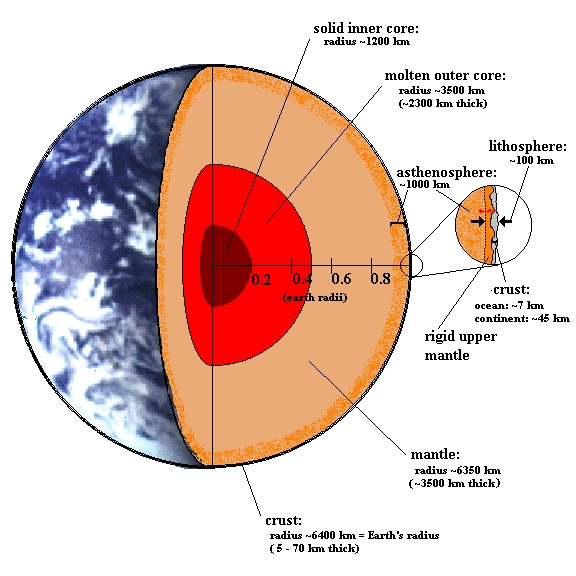 solid inner core:
radius ~1200 km
molten outer core:
radius ~3500 km
(~2300 km thick)
lithosphere:
~100 km
asthenosphere:
~1000 km
0.2 0.4 0.6 0.8
(earth radii)
crust:
ocean: ~7 km
continent: ~45 km
rigid upper
mantle
mantle:
radius ~6350 km
(~3500 km thick)
crust:
radius ~6400 km = Earth's radius
( 5 - 70 km thick)